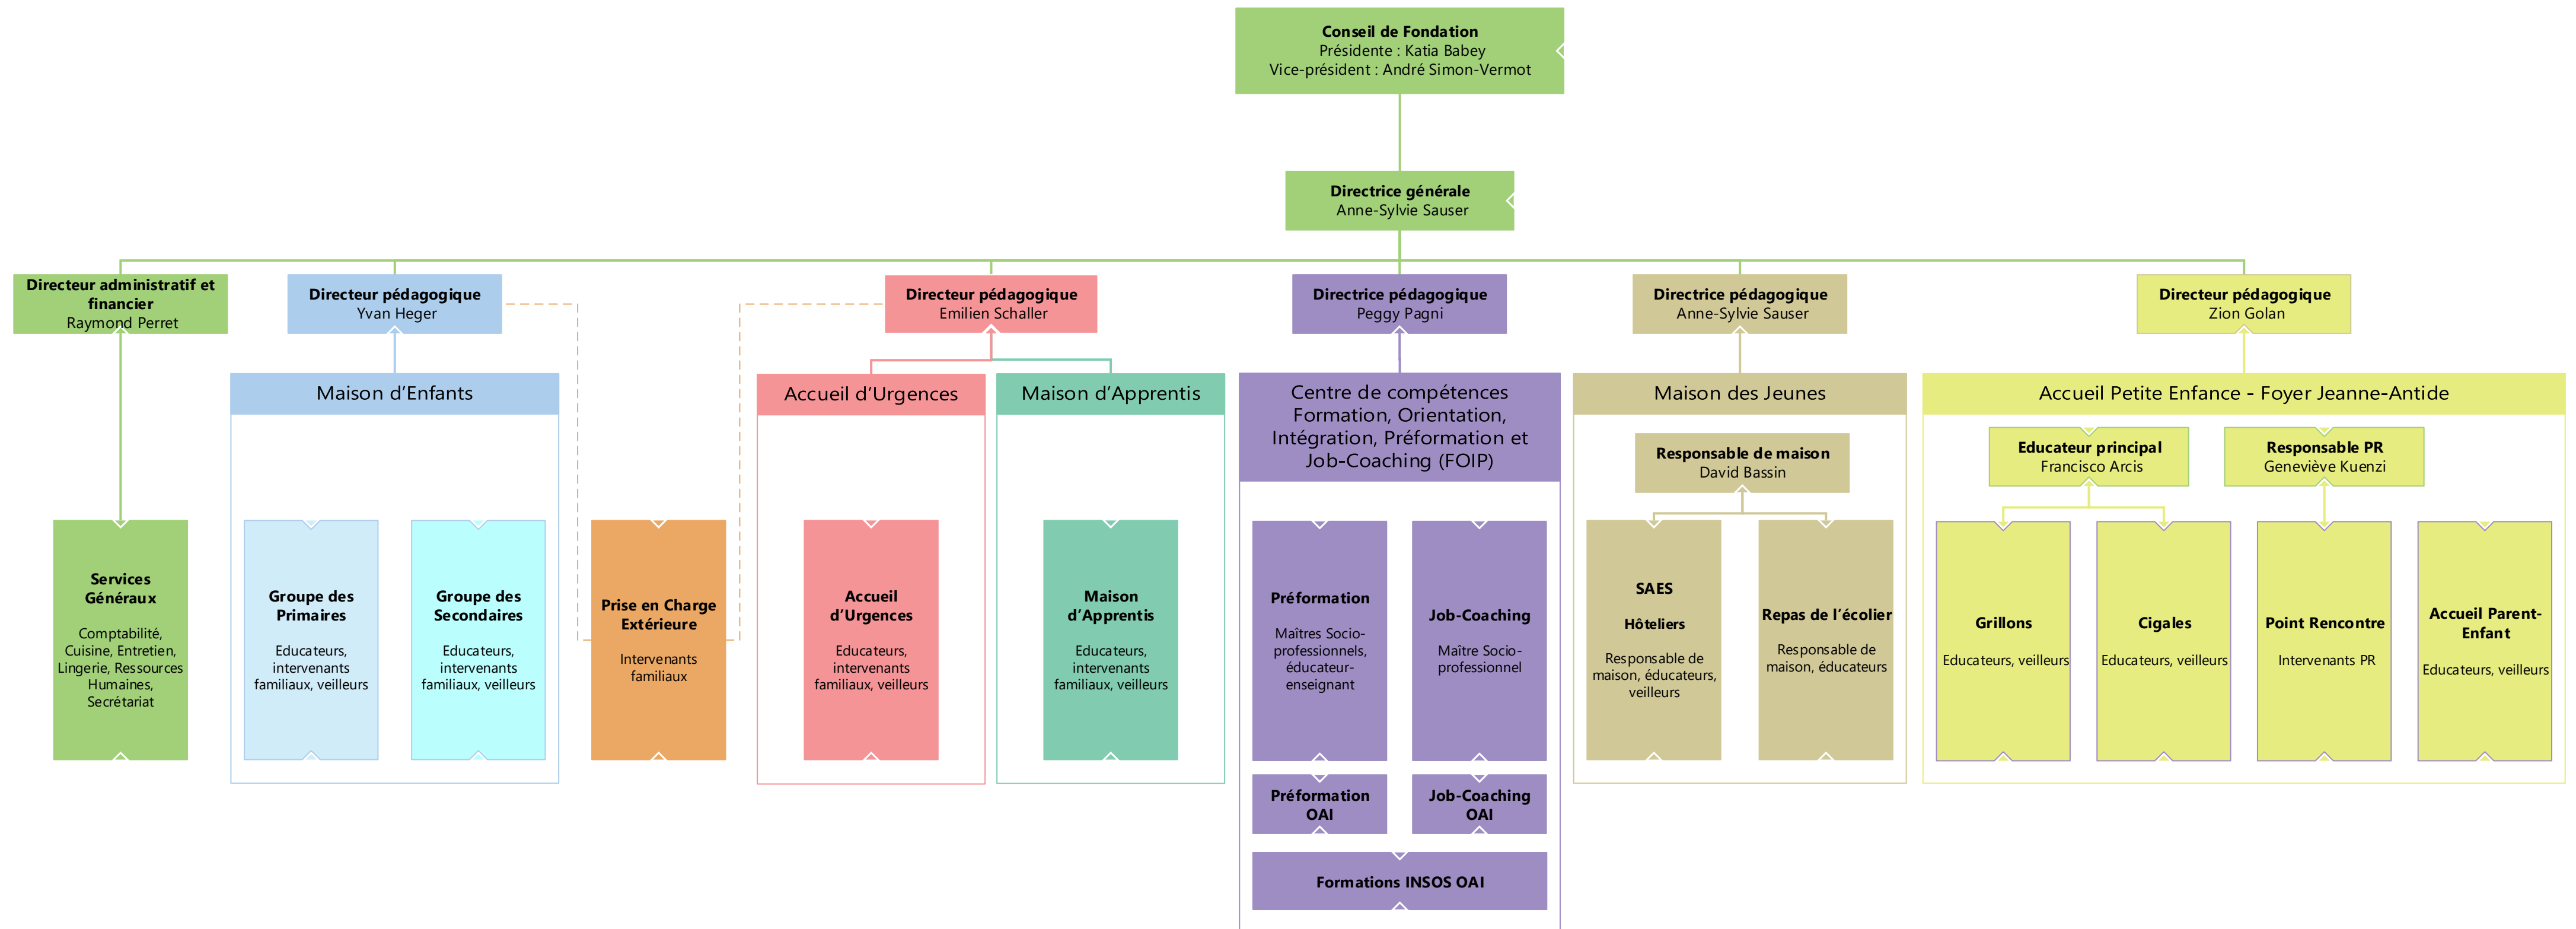 Conseil de Fondation
Présidente : Katia Babey
Vice-président : André Simon-Vermot
Directrice générale
Anne-Sylvie Sauser
Directeur administratif et
financier
Raymond Perret
Directeur pédagogique
Yvan Heger
Directeur pédagogique
Emilien Schaller
Directrice pédagogique
Peggy Pagni
Directrice pédagogique
Anne-Sylvie Sauser
Directeur pédagogique
Zion Golan
Maison d'Enfants
Accueil d'Urgences
Maison d'Apprentis
Centre de compétences
Formation, Orientation,
Intégration, Préformation et
Job-Coaching (FOIP)
Maison des Jeunes
Accueil Petite Enfance - Foyer Jeanne-Antide
Responsable de maison
David Bassin
Educateur principal
Francisco Arcis
Responsable PR
Geneviève Kuenzi
Services
Généraux
Comptabilité,
Cuisine, Entretien,
Lingerie, Ressources
Humaines,
Secrétariat
Groupe des
Primaires
Educateurs,
intervenants
familiaux, veilleurs
Groupe des
Secondaires
Educateurs,
intervenants
familiaux, veilleurs
Prise en Charge
Extérieure
Intervenants
familiaux
Accueil
d'Urgences
Educateurs,
intervenants
familiaux, veilleurs
Maison
d'Apprentis
Educateurs,
intervenants
familiaux, veilleurs
Préformation
Maîtres Socio-
professionnels,
éducateur-
enseignant
Job-Coaching
Maître Socio-
professionnel
SAES
Hôteliers
Responsable de
maison, éducateurs,
veilleurs
Repas de l'écolier
Responsable de
maison, éducateurs
Grillons
Educateurs, veilleurs
Cigales
Educateurs, veilleurs
Point Rencontre
Intervenants PR
Accueil Parent-
Enfant
Educateurs, veilleurs
Préformation
OAI
Job-Coaching
OAI
Formations INSOS OAI